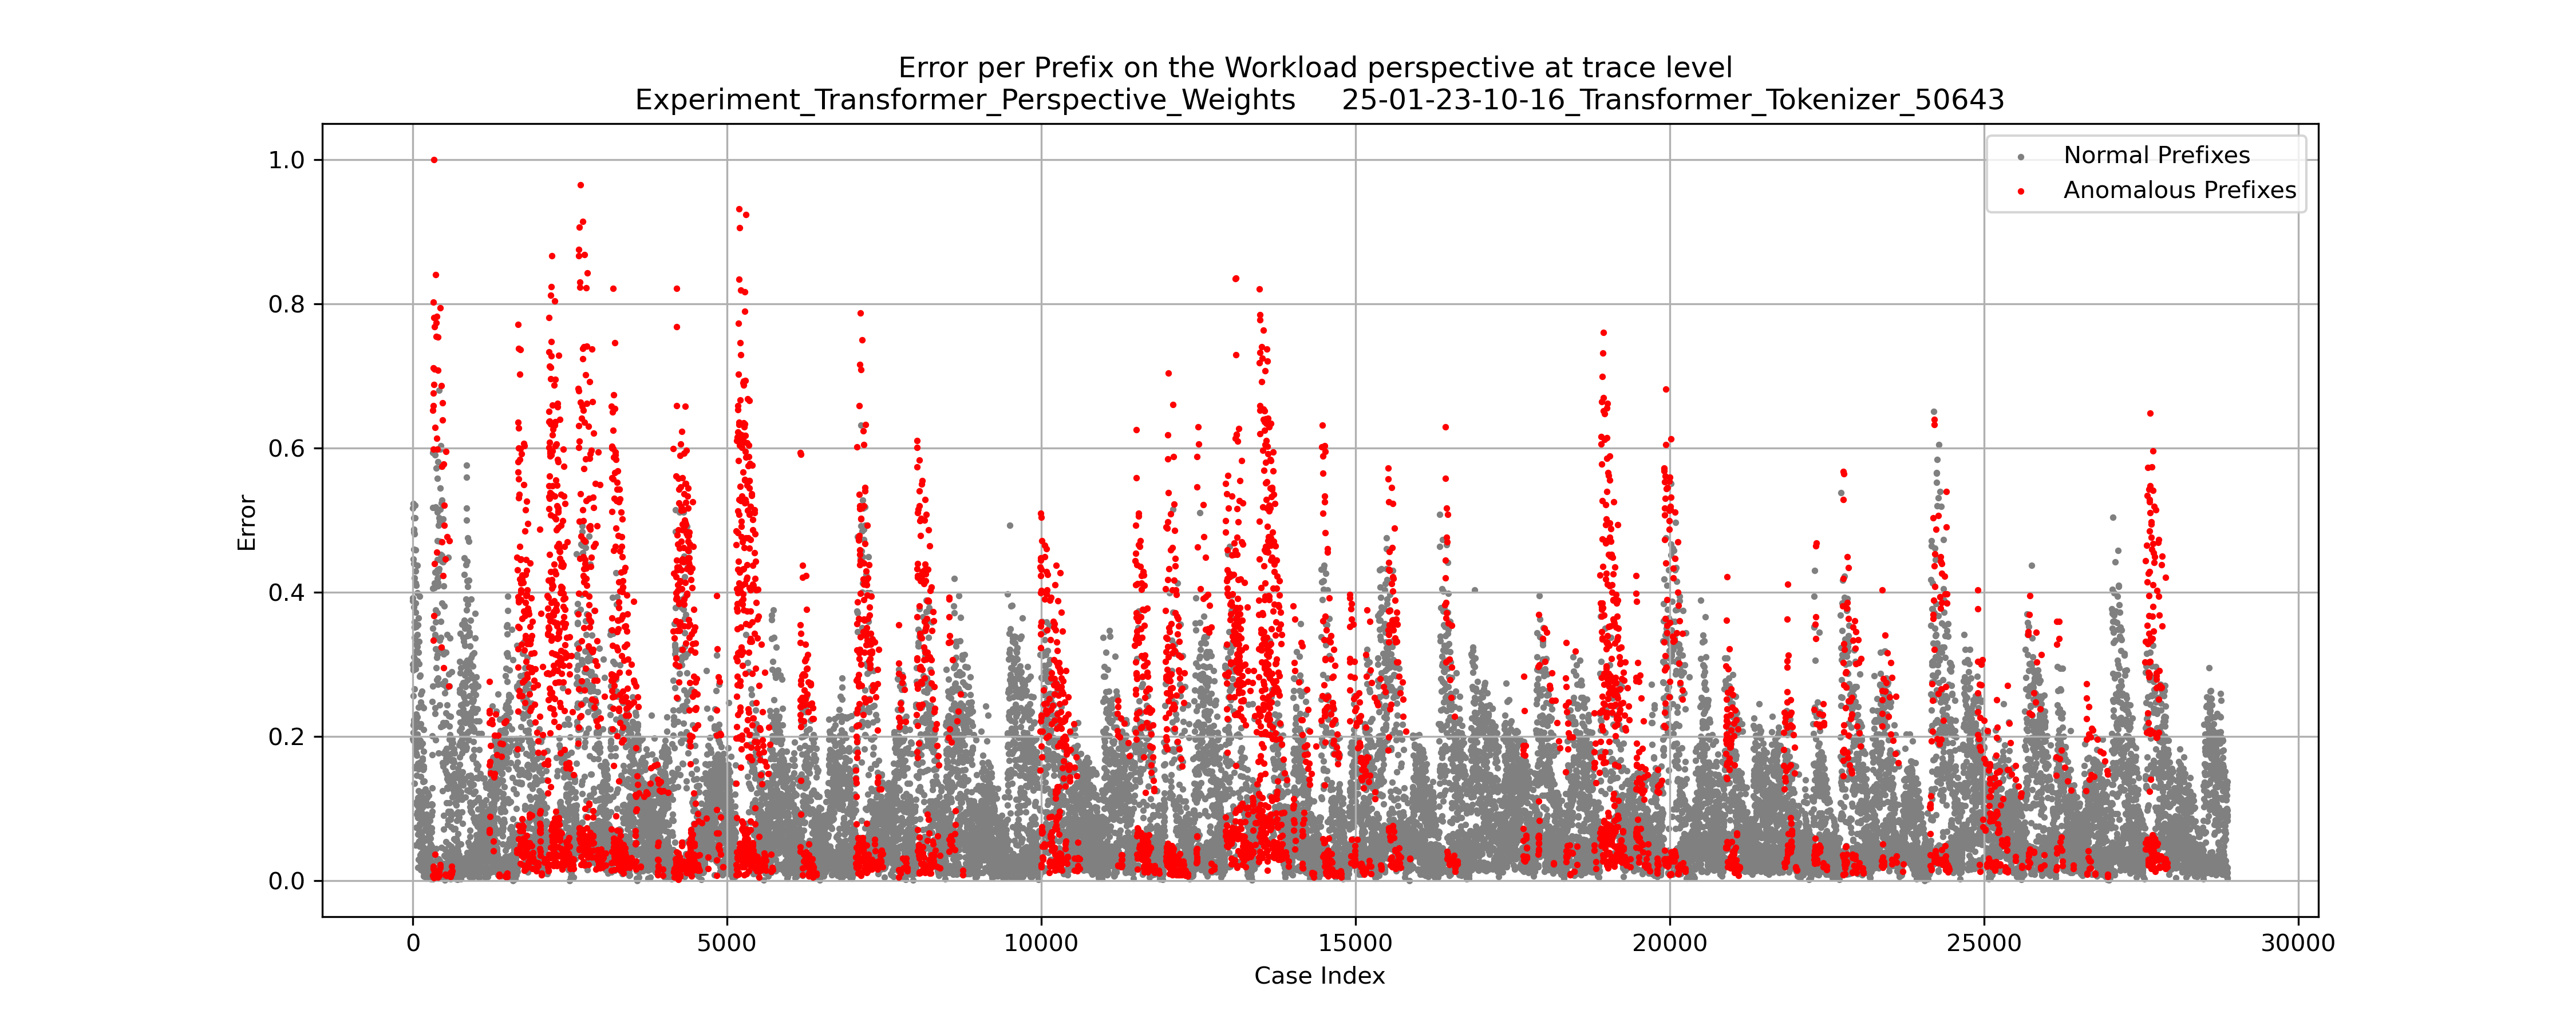 Error per Prefix on the Workload perspective at trace level
Experiment_Transformer_Perspective_Weights 25-01-23-10-16_Transformer_Tokenizer_50643
Normal Prefixes
Anomalous Prefixes
1.0
0.8
0.6
0.4
0.2
0.0
Error
0 5000 10000 15000 20000 25000 30000
Case Index